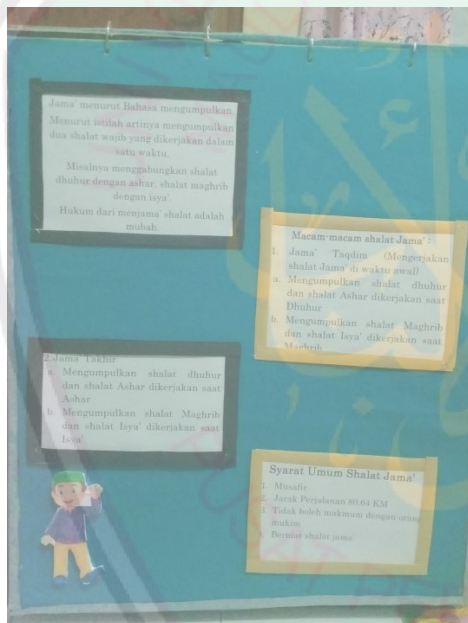 Jama' menurut Bahasa mengumpulkan.
Menurut istilah artinya mengumpulkan
dua shalat wajib yang dikerjakan dalam
satu waktu.
Misalnya menggabungkan shalat
dhuhur dengan ashar, shalat maghrib
dengan isya'.
Hukum dari menjama' shalat adalah
mubah.
Macam-macam shalat Jama' :
1. Jama' Taqdim (Mengerjakan
shalat Jama' di waktu awal)
a. Mengumpulkan shalat dhuhur
dan shalat Ashar dikerjakan saat
Dhuhur
b. Mengumpulkan shalat Maghrib
dan shalat Isya' dikerjakan saat
Maghrib
2. Jama' Takhir
a. Mengumpulkan shalat dhuhur
dan shalat Ashar dikerjakan saat
Ashar
b. Mengumpulkan shalat Maghrib
dan shalat Isya' dikerjakan saat
Isya'
Syarat Umum Shalat Jama'
1. Musafir
2. Jarak Perjalanan 80,64 KM
3. Tidak boleh makmum dengan orang
mukim
4. Berniat shalat jama'